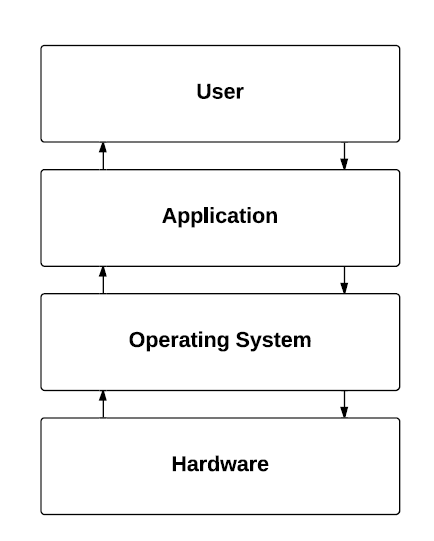 User
Application
Operating System
Hardware